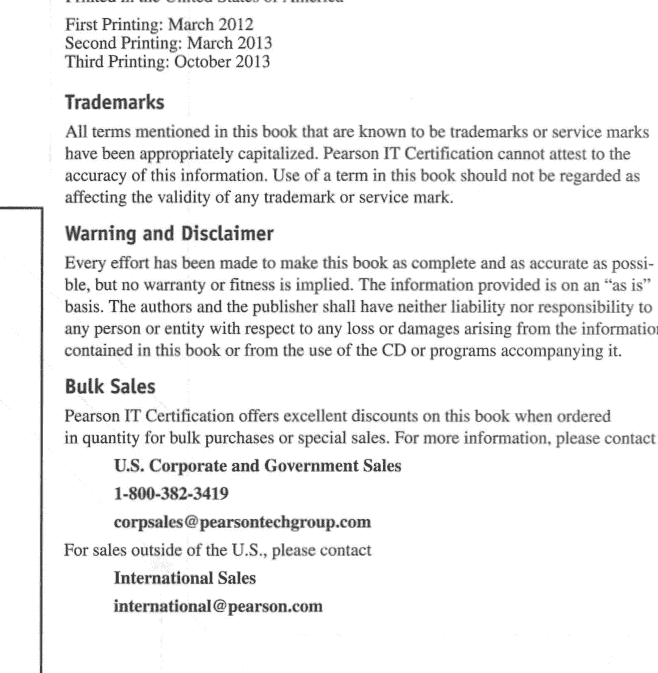 Printed in the United States of America
First Printing: March 2012
Second Printing: March 2013
Third Printing: October 2013
Trademarks
All terms mentioned in this book that are known to be trademarks or service marks
have been appropriately capitalized. Pearson IT Certification cannot attest to the
accuracy of this information. Use of a term in this book should not be regarded as
affecting the validity of any trademark or service mark.
Warning and Disclaimer
Every effort has been made to make this book as complete and as accurate as possi-
ble, but no warranty or fitness is implied. The information provided is on an “as is”
basis. The authors and the publisher shall have neither liability nor responsibility to
any person or entity with respect to any loss or damages arising from the information
contained in this book or from the use of the CD or programs accompanying it.
Bulk Sales
Pearson IT Certification offers excellent discounts on this book when ordered
in quantity for bulk purchases or special sales. For more information, please contact
U.S. Corporate and Government Sales
1-800-382-3419
corpsales@pearsontechgroup.com
For sales outside of the U.S., please contact
International Sales
international@pearson.com